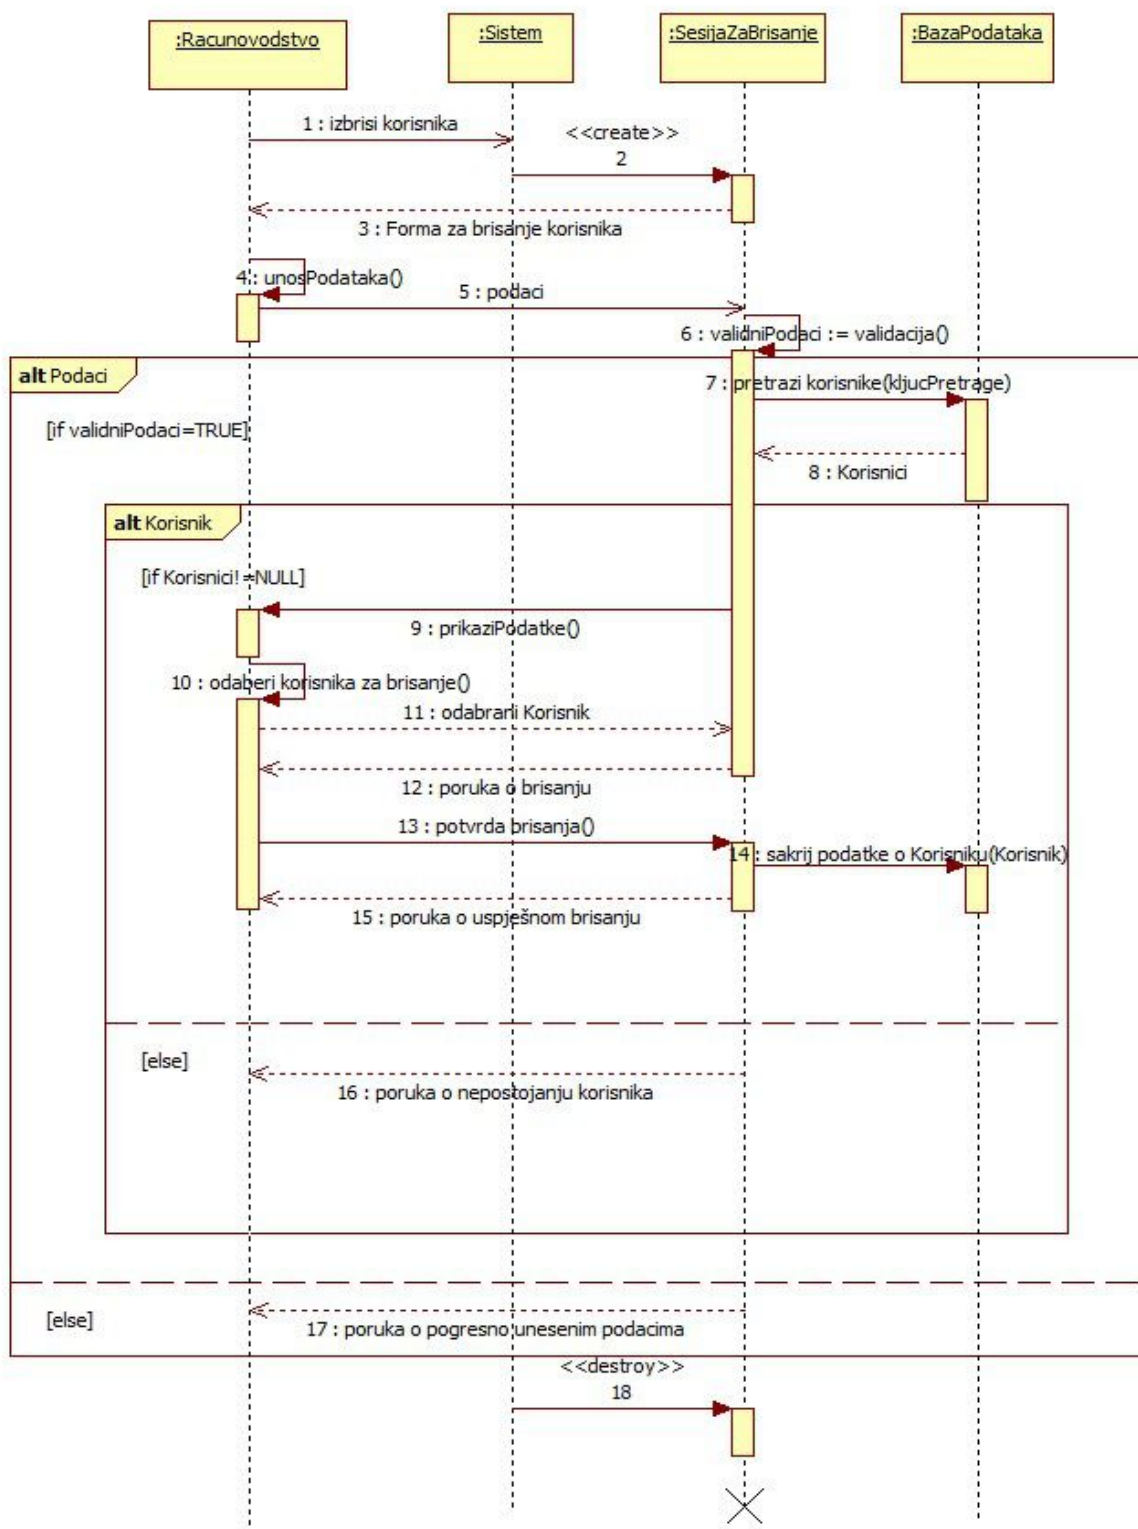 :Racunovodstvo
:Sistem
:SesijaZaBrisanje
:BazaPodataka
1 : izbrisi korisnika
<<create>>
2
3 : Forma za brisanje korisnika
4 : unosPodataka()
5 : podaci
6 : validniPodaci := validacija()
alt Podaci
7 : pretrazi korisnike(kljucPretrage)
[if validniPodaci=TRUE]
8 : Korisnici
alt Korisnik
[if Korisnici!=NULL]
9 : prikaziPodatke()
10 : odaberi korisnika za brisanje()
11 : odabrani Korisnik
12 : poruka o brisanju
13 : potvrda brisanja()
14 : sakrij podatke o Korisniku(Korisnik)
15 : poruka o uspješnom brisanju
[else]
16 : poruka o nepostojanju korisnika
[else]
17 : poruka o pogresno unesenim podacima
<<destroy>>
18